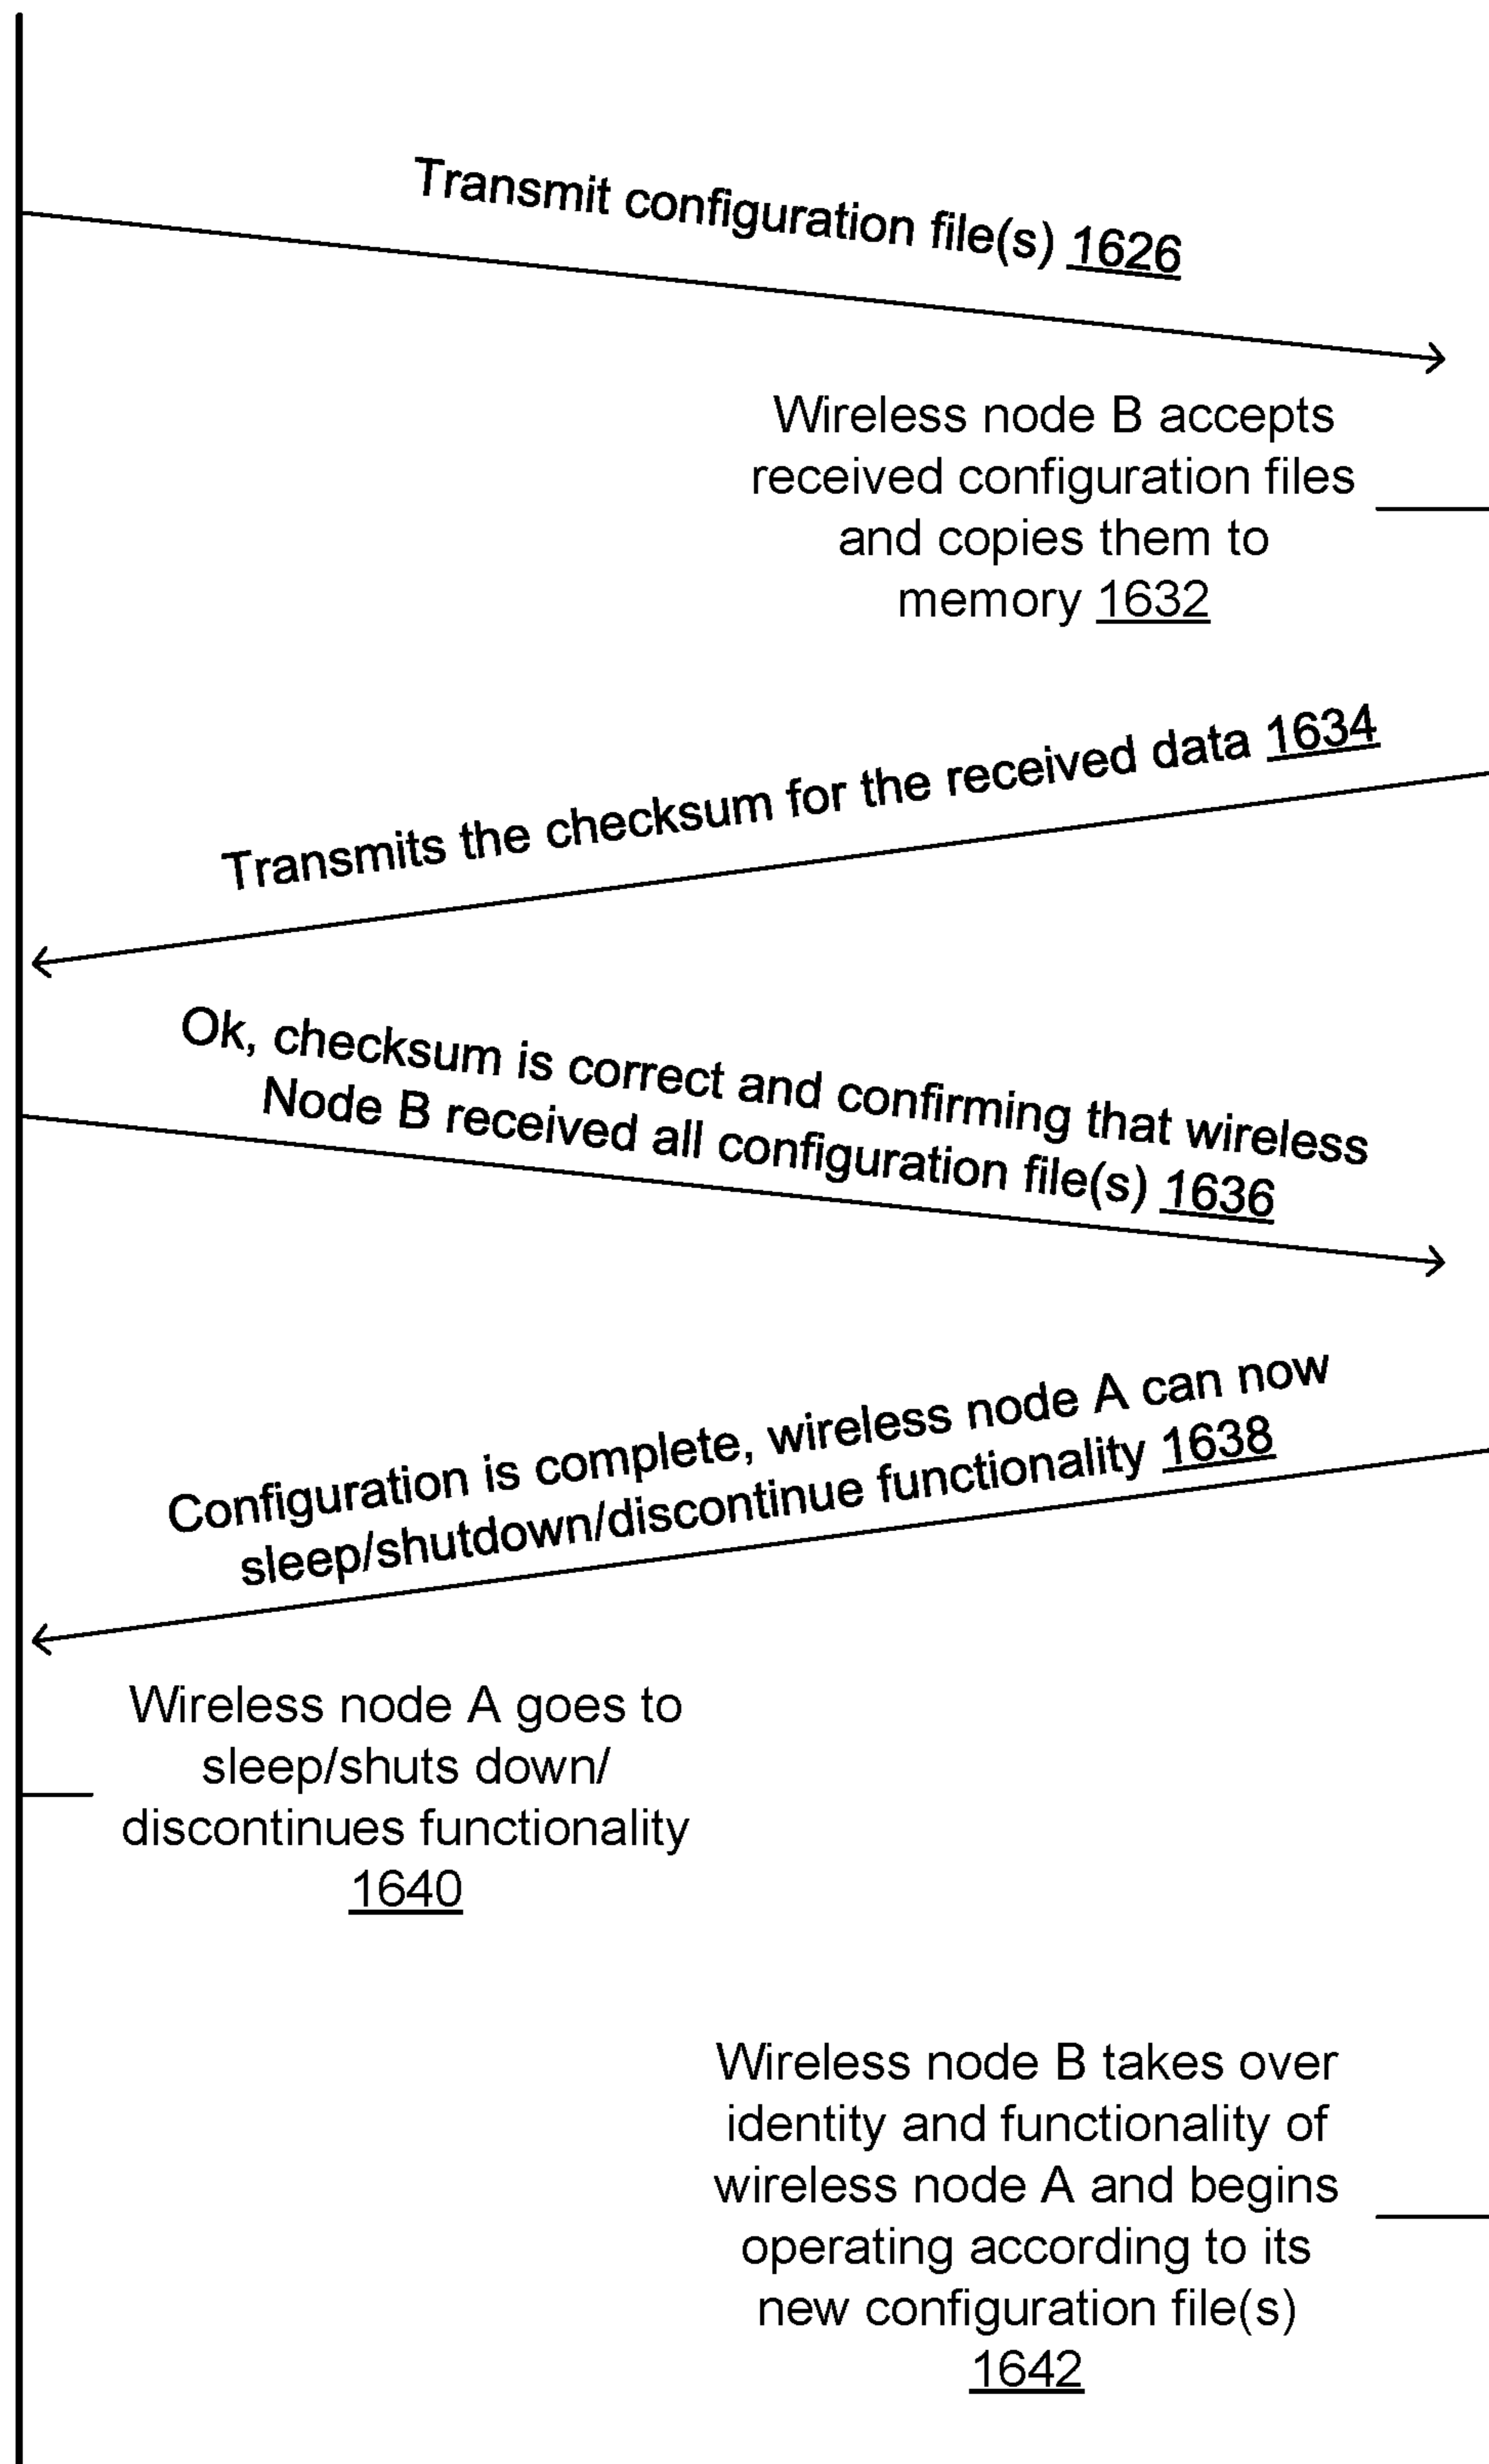 Transmit configuration file(s) 1626
Wireless node B accepts
received configuration files
and copies them to
memory 1632
Transmits the checksum for the received data 1634
Ok, checksum is correct and confirming that wireless
Node B received all configuration file(s) 1636
Configuration is complete, wireless node A can now
sleep/shutdown/discontinue functionality 1638
Wireless node A goes to
sleep/shuts down/
discontinues functionality
1640
Wireless node B takes over
identity and functionality of
wireless node A and begins
operating according to its
new configuration file(s)
1642